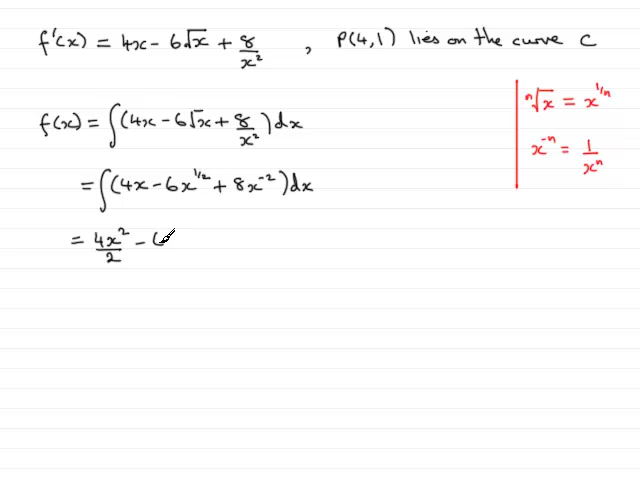 f'(x) = 4x - 6√x + 8/x² , P(4,1) lies on the curve C
ⁿ√x = x^(1/n)
f(x) = ∫(4x - 6√x + 8/x²)dx
x⁻ⁿ = 1/xⁿ
= ∫(4x - 6x^(1/2) + 8x⁻²)dx
= 4x²/2 -